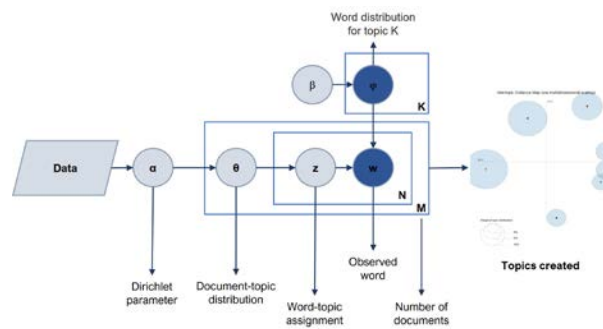 Word distribution
for topic K
β
φ
K
Data
α
θ
z
w
N
M
Dirichlet
parameter
Document-topic
distribution
Word-topic
assignment
Observed
word
Number of
documents
Topics created